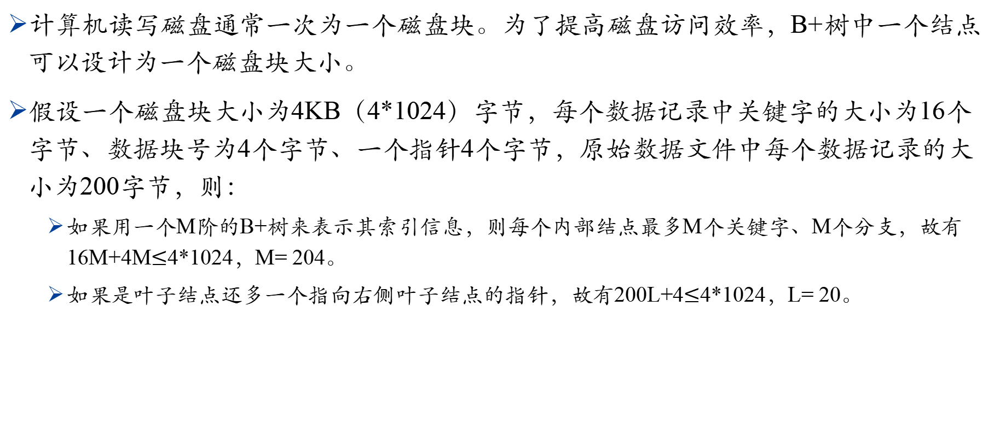 ➢计算机读写磁盘通常一次为一个磁盘块。为了提高磁盘访问效率，B+树中一个结点
可以设计为一个磁盘块大小。
➢假设一个磁盘块大小为4KB（4*1024）字节，每个数据记录中关键字的大小为16个
字节、数据块号为4个字节、一个指针4个字节，原始数据文件中每个数据记录的大
小为200字节，则：
➢如果用一个M阶的B+树来表示其索引信息，则每个内部结点最多M个关键字、M个分支，故有
16M+4M≤4*1024，M= 204。
➢如果是叶子结点还多一个指向右侧叶子结点的指针，故有200L+4≤4*1024，L= 20。